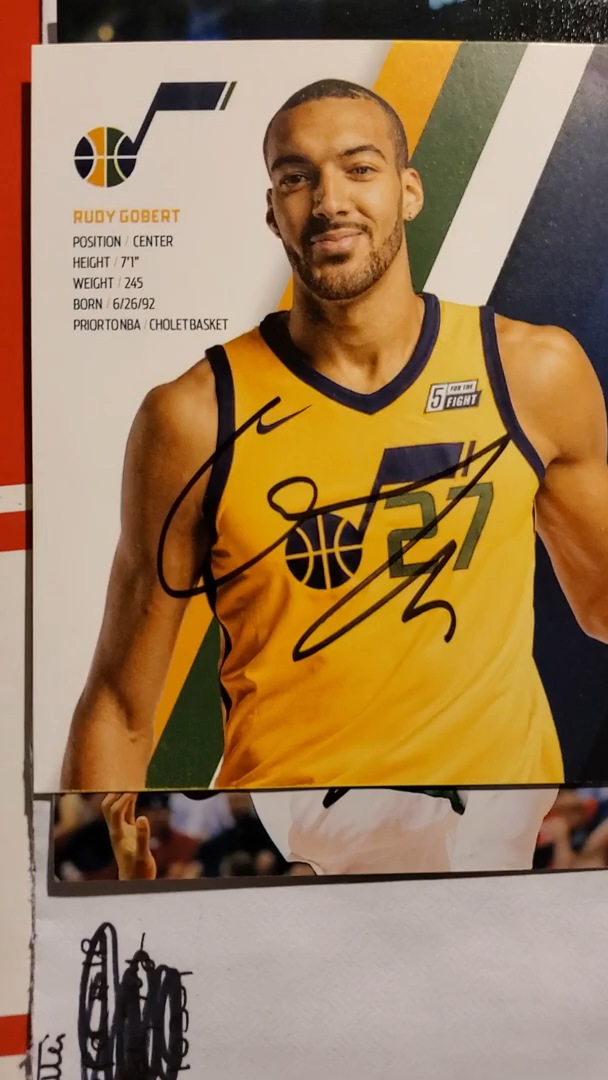 RUDY GOBERT
POSITION / CENTER
HEIGHT / 7'1"
WEIGHT / 245
BORN / 6/26/92
PRIOR TO NBA / CHOLET BASKET
5 FOR THE
FIGHT
27